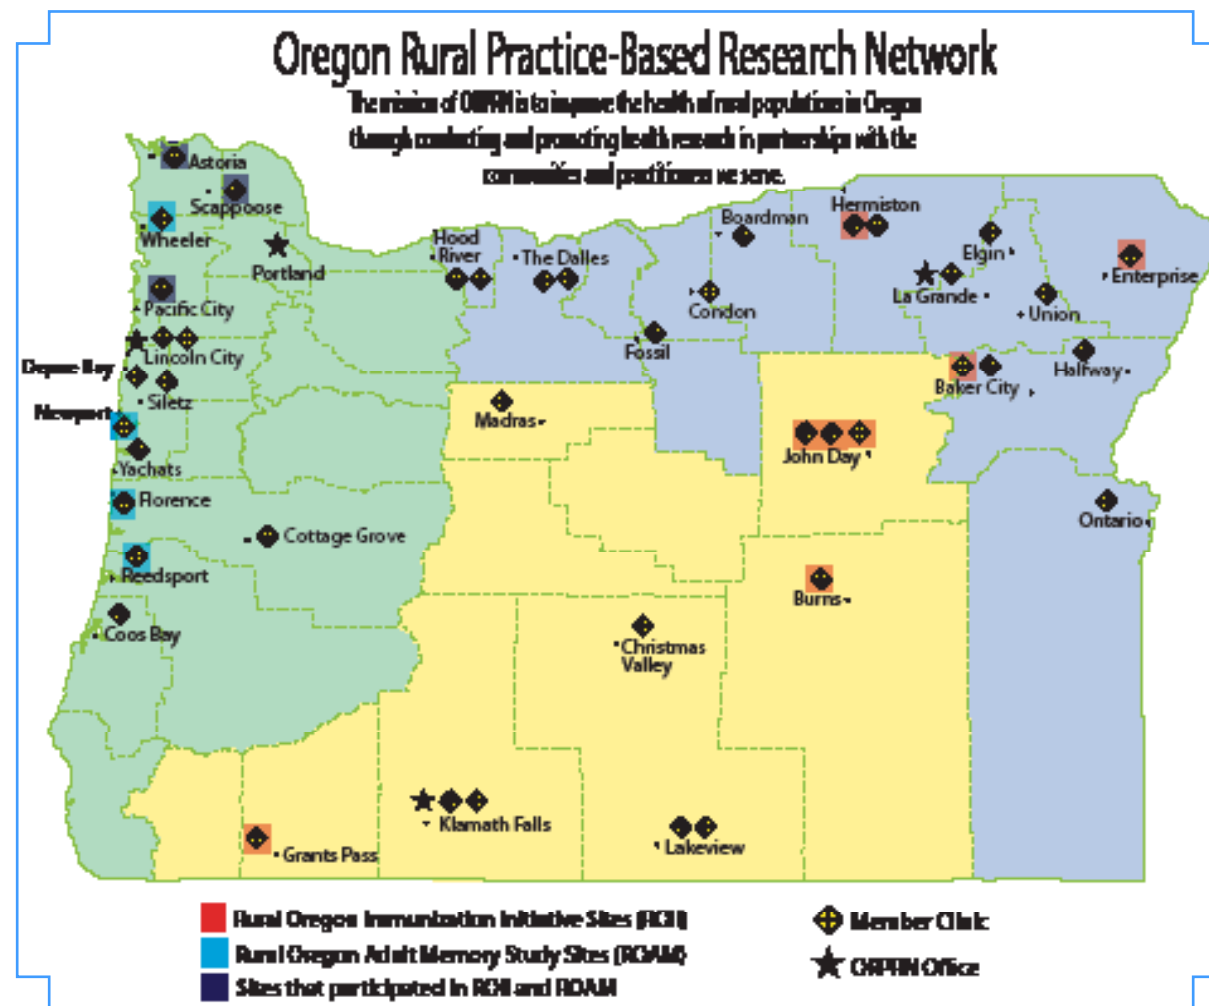 Oregon Rural Practice-Based Research Network
The mission of ORPRN is to improve the health of rural populations in Oregon
through conducting and promoting health research in partnerships with the
communities and practitioners we serve.
Astoria
Scappoose
Wheeler
Portland
Pacific City
Lincoln City
Depoe Bay
Siletz
Newport
Yachats
Florence
Cottage Grove
Reedsport
Coos Bay
Hood
River
The Dalles
Boardman
Hermiston
Condon
Fossil
Elgin
La Grande
Union
Enterprise
Baker City
Halfway
Madras
John Day
Ontario
Burns
Christmas
Valley
Klamath Falls
Lakeview
Grants Pass
Rural Oregon Immunization Initiative Sites (ROII)
Rural Oregon Adult Memory Study Sites (ROAM)
Sites that participated in ROII and ROAM
Member Clinic
ORPRN Office